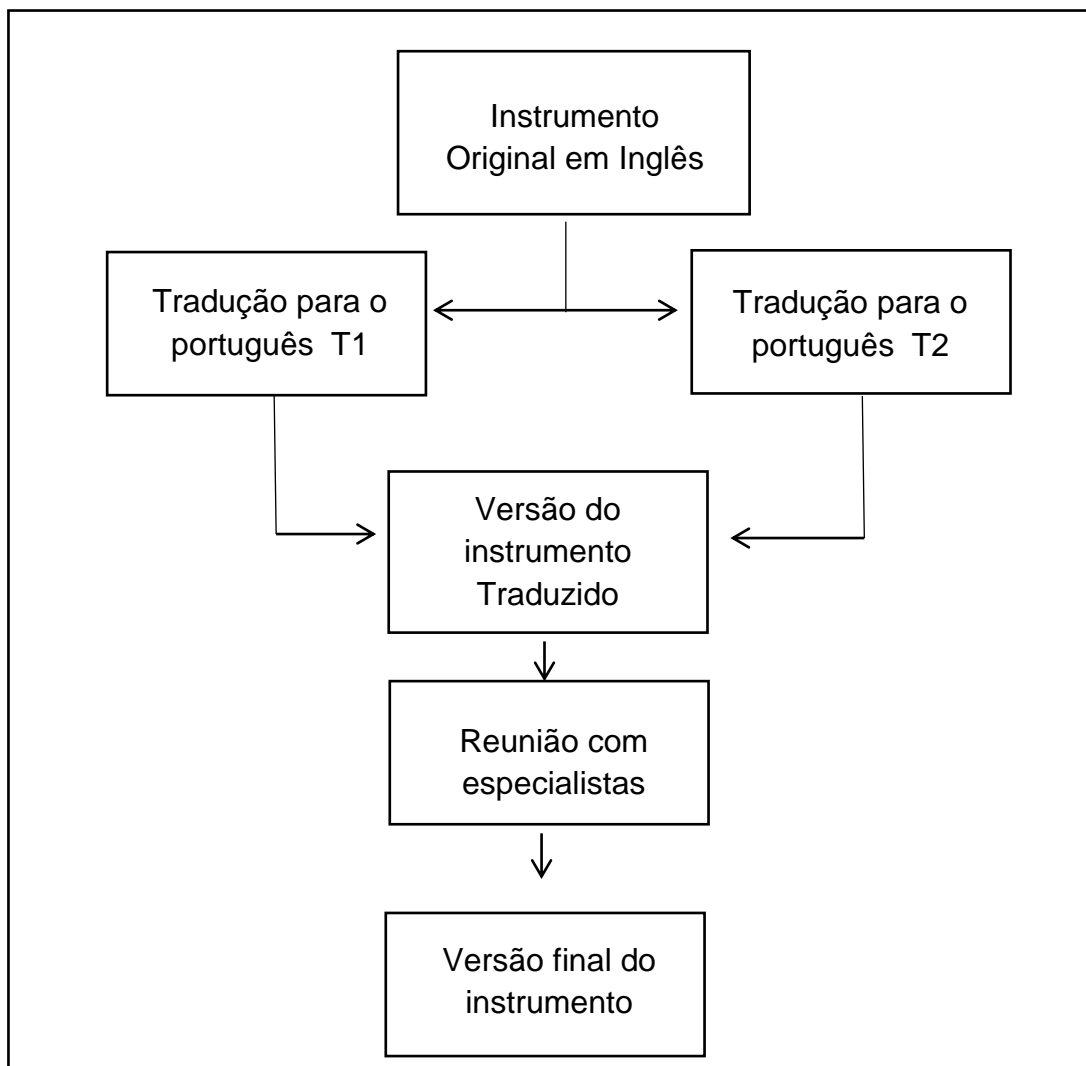 Instrumento
Original em Inglês
Tradução para o
português T1
Tradução para o
português T2
Versão do
instrumento
Traduzido
Reunião com
especialistas
Versão final do
instrumento